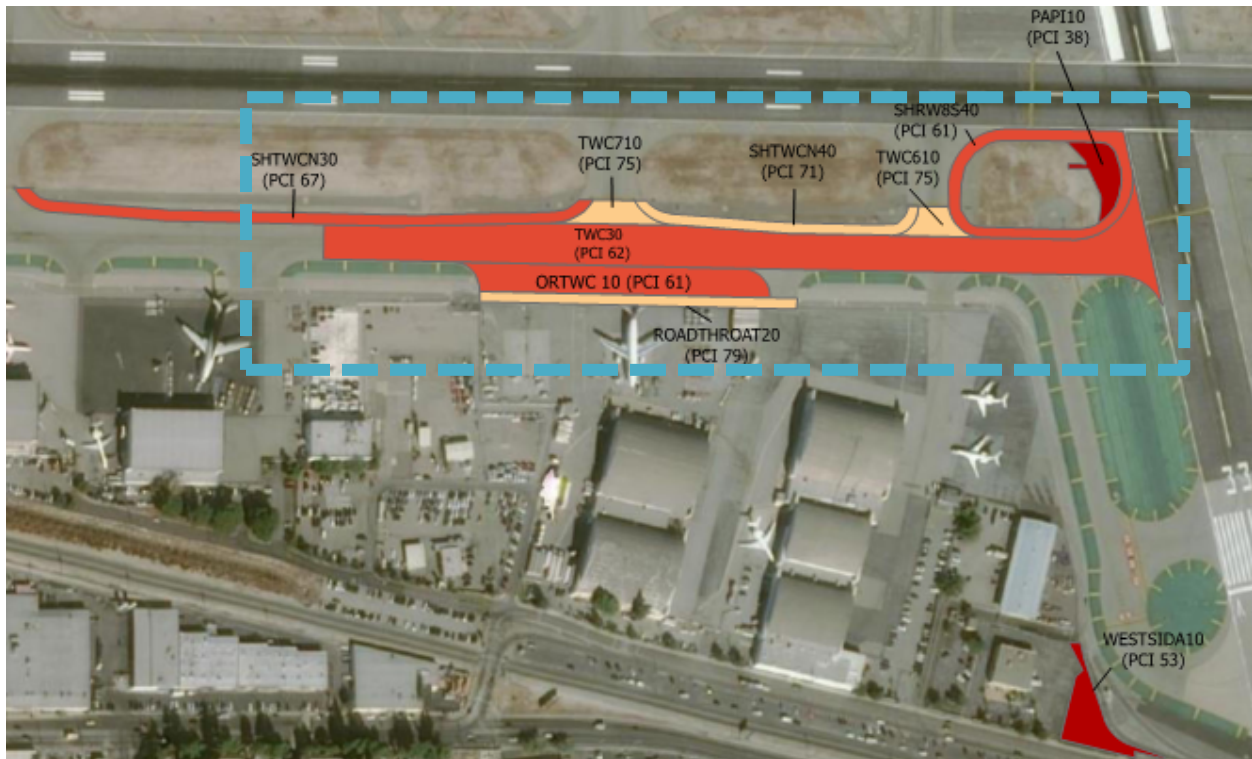 PAPI10
(PCI 38)
SHRW8S40
(PCI 61)
TWC710
(PCI 75)
SHTWCN40
(PCI 71)
TWC610
(PCI 75)
SHTWCN30
(PCI 67)
TWC30
(PCI 62)
ORTWC 10 (PCI 61)
ROADTHROAT20
(PCI 79)
WESTSIDA10
(PCI 53)